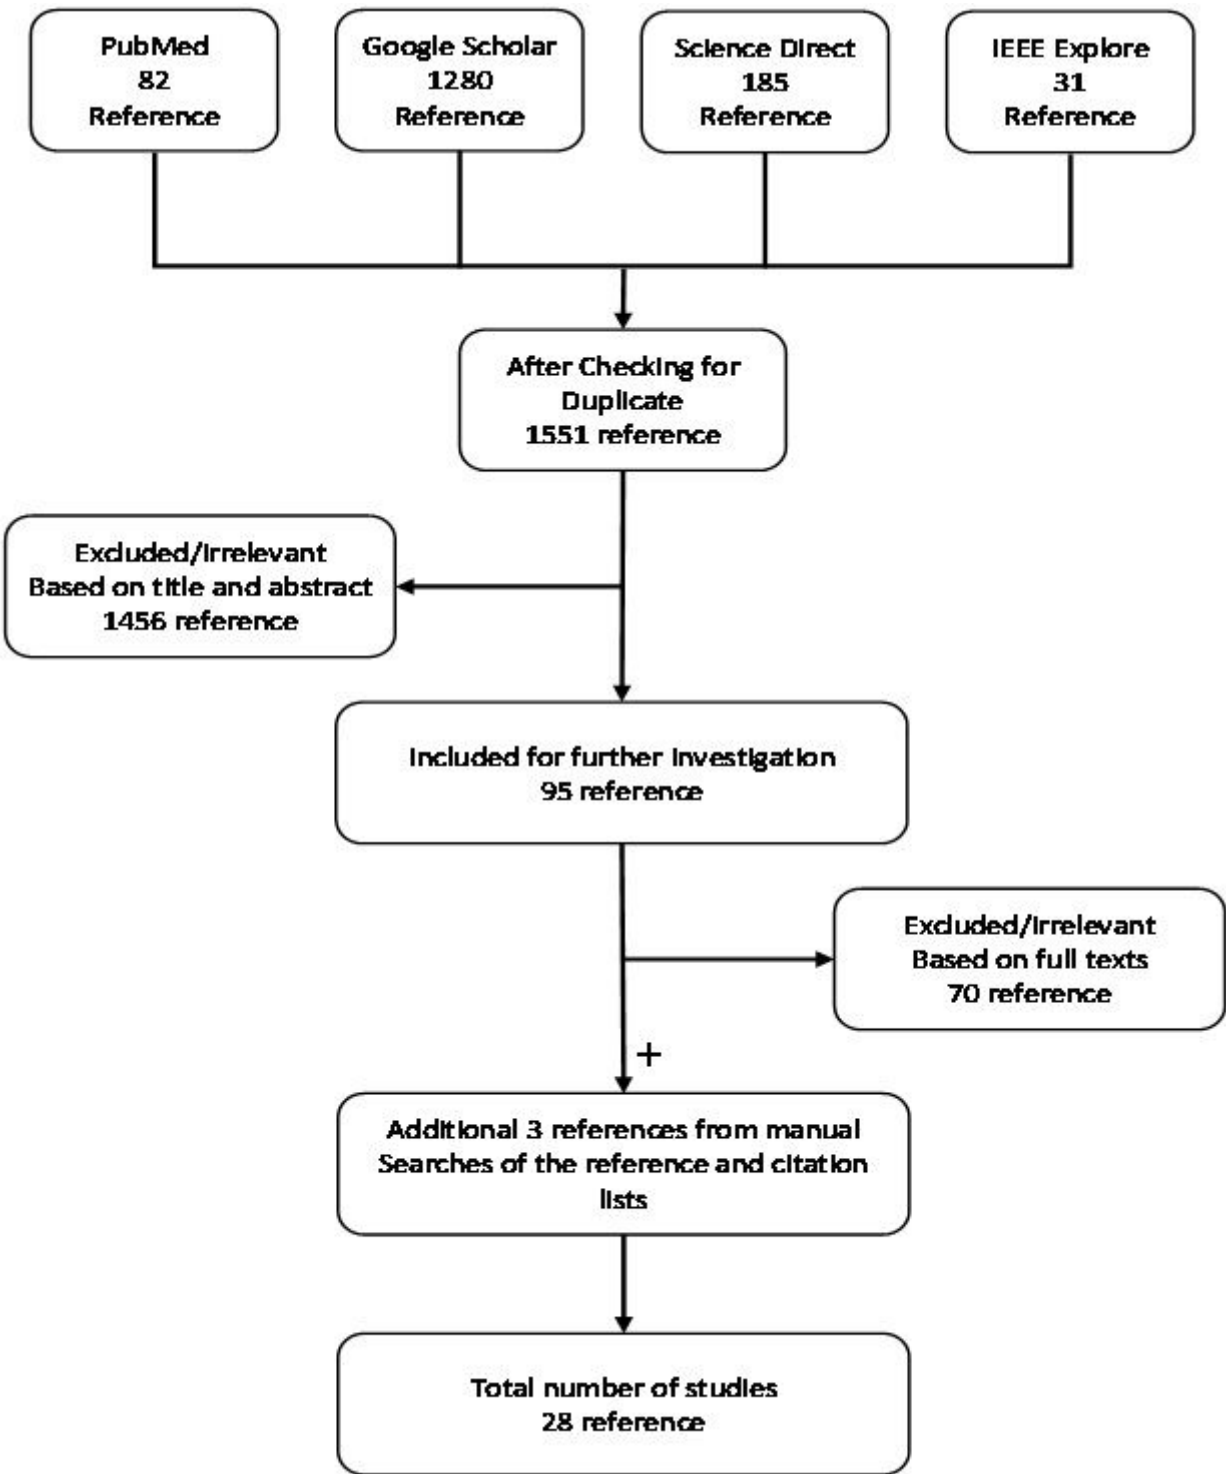 PubMed
82
Reference
Google Scholar
1280
Reference
Science Direct
185
Reference
IEEE Explore
31
Reference
After Checking for
Duplicate
1551 reference
Excluded/Irrelevant
Based on title and abstract
1456 reference
Included for further investigation
95 reference
Excluded/Irrelevant
Based on full texts
70 reference
+
Additional 3 references from manual
Searches of the reference and citation
lists
Total number of studies
28 reference